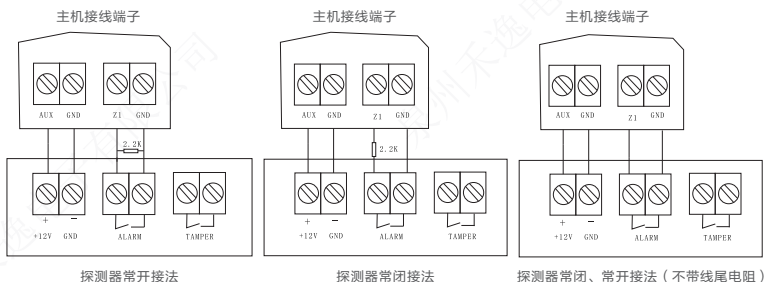 主机接线端子
主机接线端子
主机接线端子
AUX GND Z1 GND
AUX GND Z1 GND
AUX GND Z1 GND
2.2K
2.2K
+ −
+ −
+ −
+12V GND ALARM TAMPER
+12V GND ALARM TAMPER
+12V GND ALARM TAMPER
探测器常开接法
探测器常闭接法
探测器常闭、常开接法（不带线尾电阻）